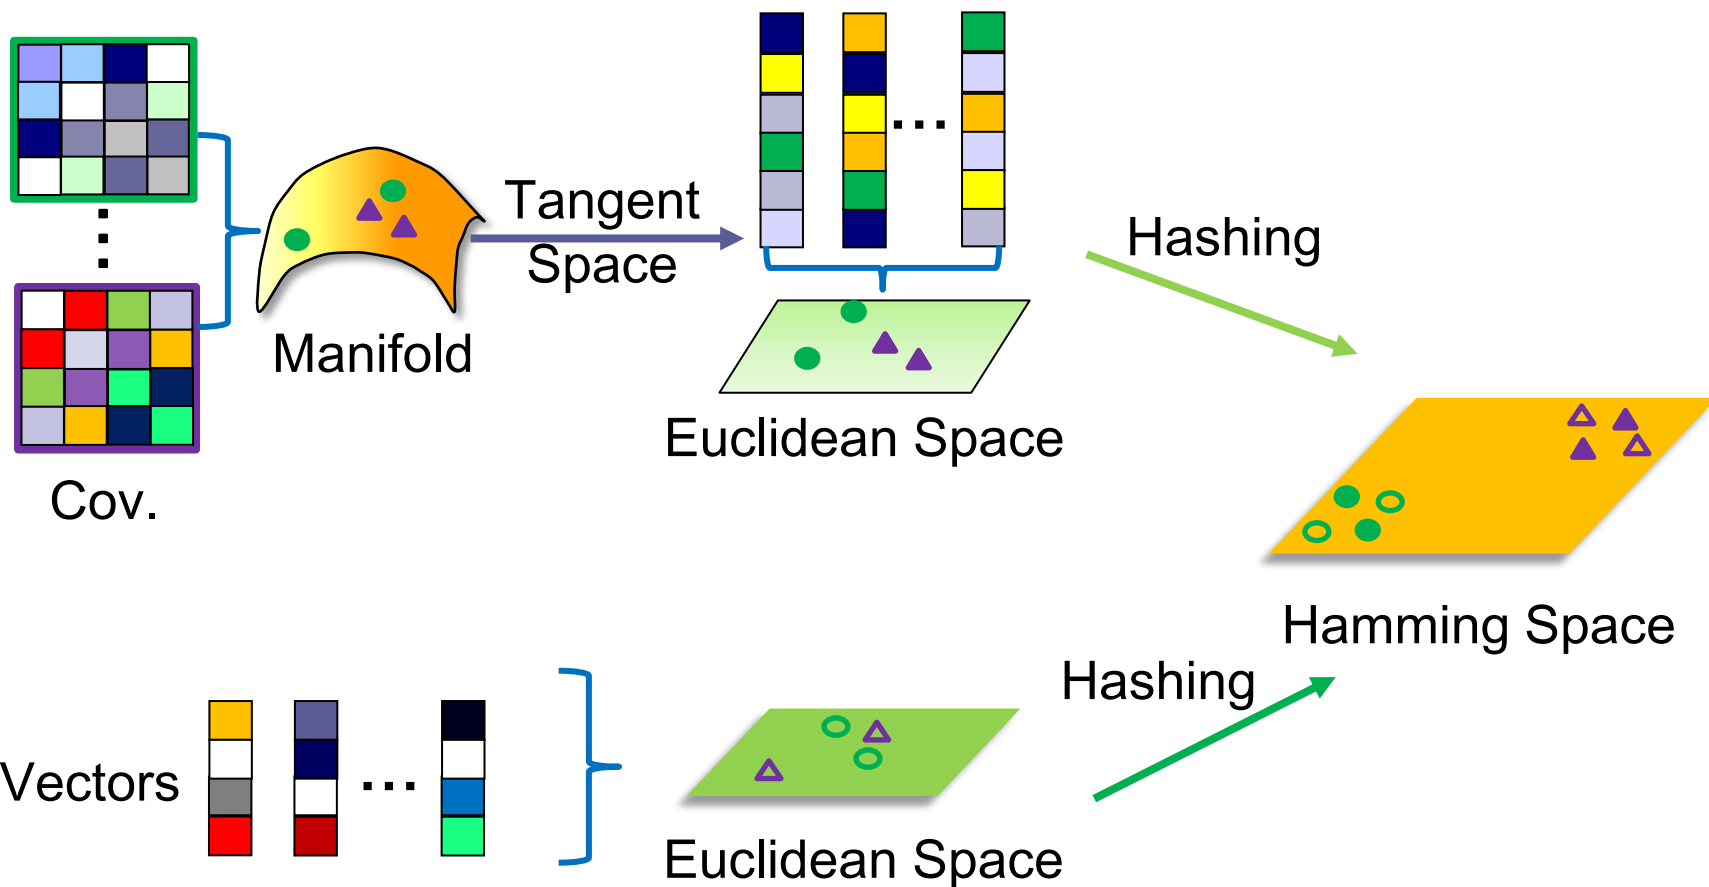 Cov.
Manifold
Tangent
Space
Euclidean Space
Hashing
Hamming Space
Vectors
Euclidean Space
Hashing